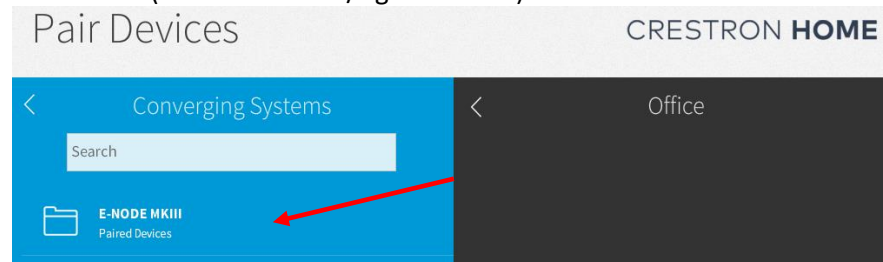 Pair Devices
CRESTRON HOME
Converging Systems
Office
Search
E-NODE MKIII
Paired Devices